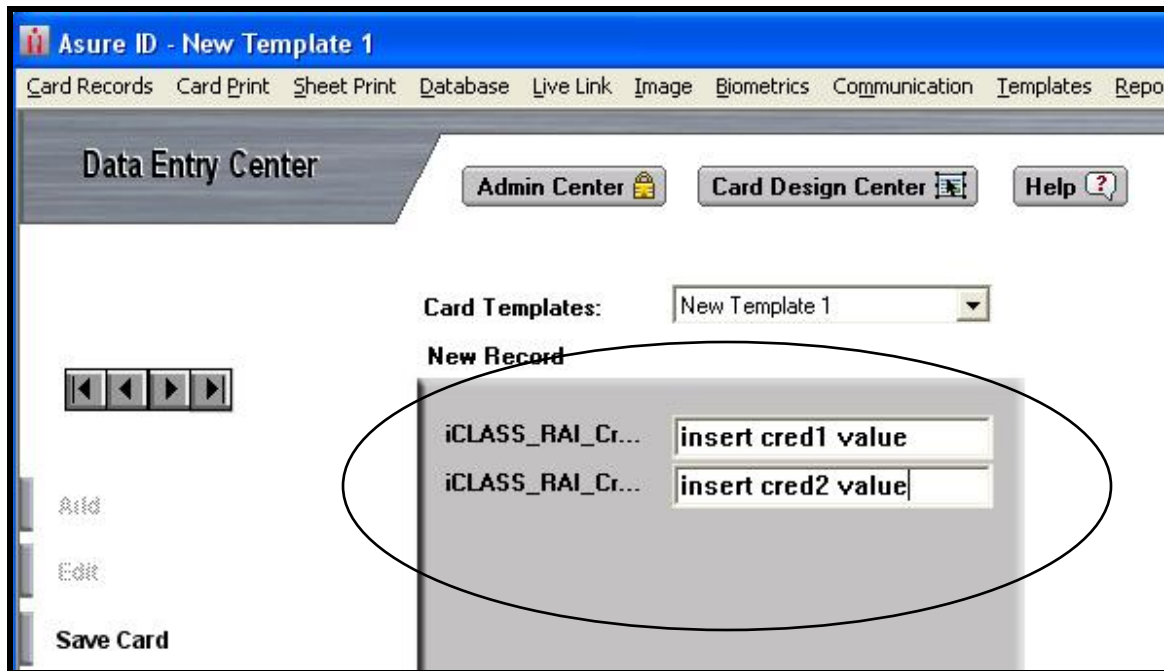 Asure ID - New Template 1
Card Records Card Print Sheet Print Database Live Link Image Biometrics Communication Templates Repo
Data Entry Center
Admin Center
Card Design Center
Help ?
Card Templates: New Template 1
New Record
iCLASS_RAI_Cr... insert cred1 value
iCLASS_RAI_Cr... insert cred2 value
Add
Edit
Save Card